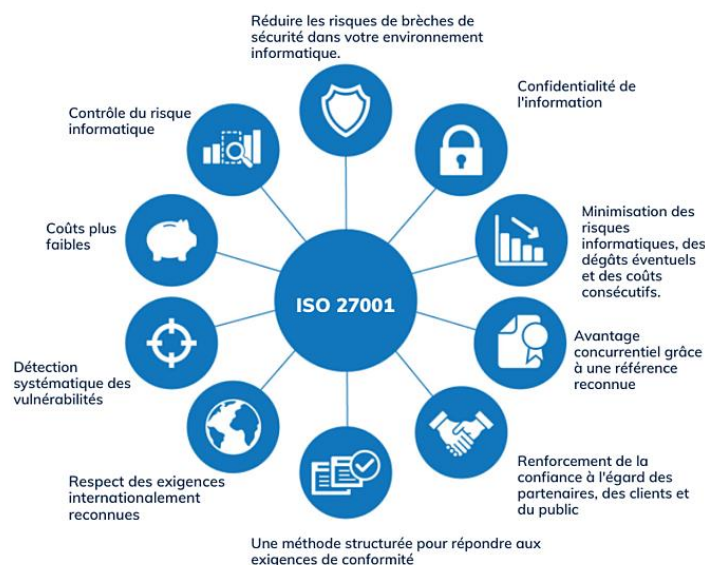 Réduire les risques de brèches de
sécurité dans votre environnement
informatique.
Confidentialité de
l'information
Minimisation des
risques
informatiques, des
dégâts éventuels
et des coûts
consécutifs.
Avantage
concurrentiel grâce
à une référence
reconnue
Renforcement de la
confiance à l'égard des
partenaires, des clients et
du public
Une méthode structurée pour répondre aux
exigences de conformité
Respect des exigences
internationalement
reconnues
Détection
systématique des
vulnérabilités
Coûts plus
faibles
Contrôle du risque
informatique
ISO 27001